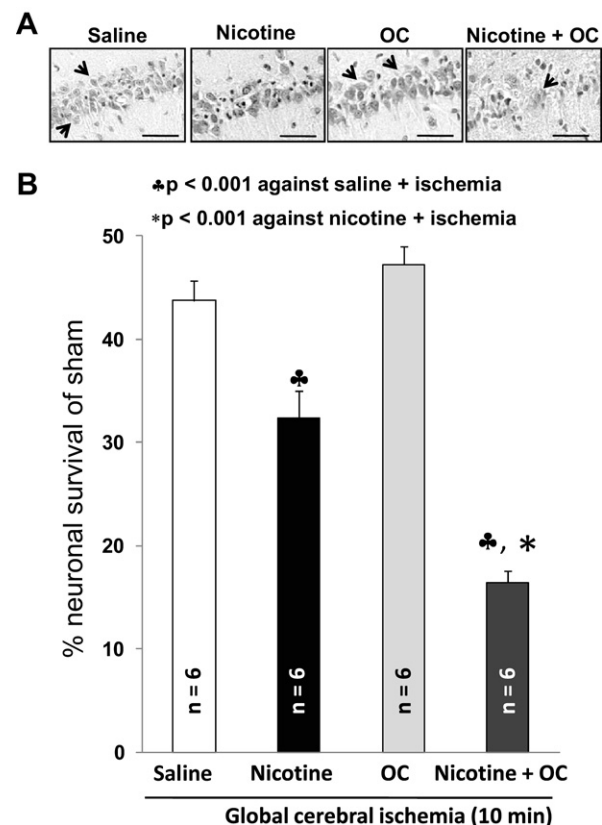 A
Saline Nicotine OC Nicotine + OC
B
♣p < 0.001 against saline + ischemia
*p < 0.001 against nicotine + ischemia
% neuronal survival of sham
50
40
30
20
10
0
♣
♣, *
n = 6
n = 6
n = 6
n = 6
Saline Nicotine OC Nicotine + OC
Global cerebral ischemia (10 min)